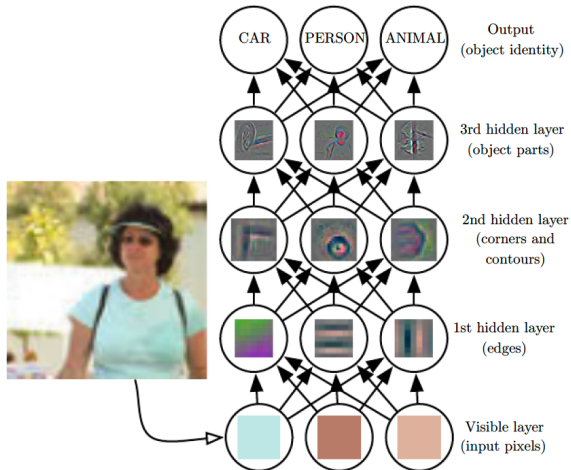 CAR PERSON ANIMAL
Output
(object identity)
3rd hidden layer
(object parts)
2nd hidden layer
(corners and
contours)
1st hidden layer
(edges)
Visible layer
(input pixels)